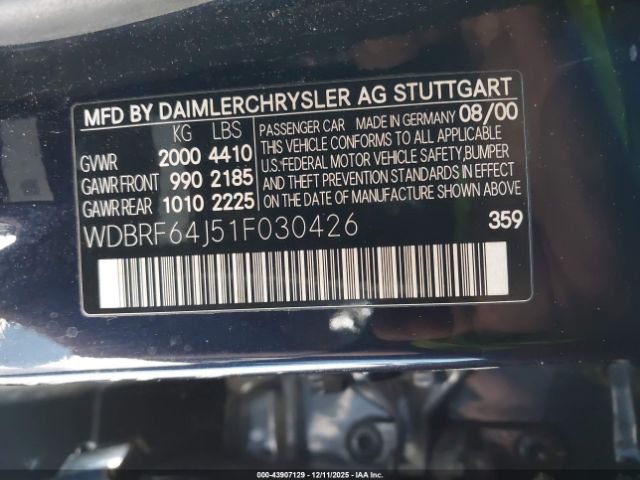 MFD BY DAIMLERCHRYSLER AG STUTTGART
KG LBS
GVWR 2000 4410
GAWR FRONT 990 2185
GAWR REAR 1010 2225
PASSENGER CAR MADE IN GERMANY 08/00
THIS VEHICLE CONFORMS TO ALL APPLICABLE
U.S. FEDERAL MOTOR VEHICLE SAFETY, BUMPER
AND THEFT PREVENTION STANDARDS IN EFFECT
ON THE DATE OF MANUFACTURE SHOWN ABOVE.
WDBRF64J51F030426
359
000-43907129 - 12/11/2025 - IAAI.COM